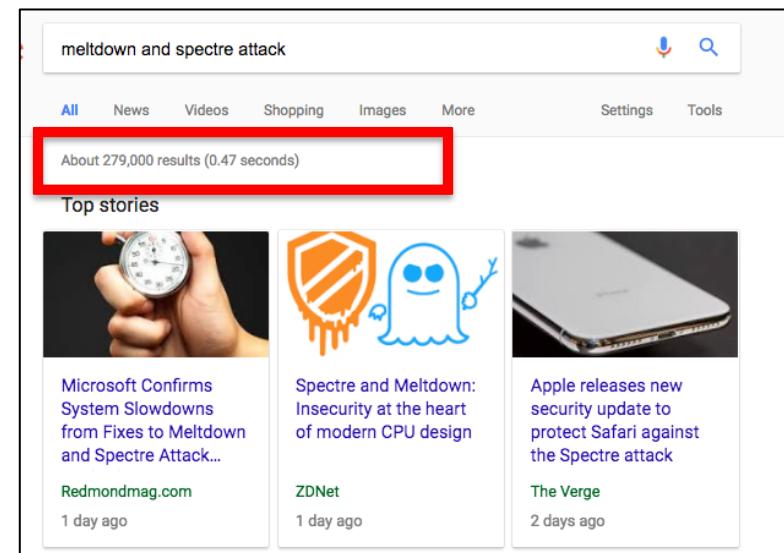 meltdown and spectre attack
All News Videos Shopping Images More Settings Tools
About 279,000 results (0.47 seconds)
Top stories
Microsoft Confirms
System Slowdowns
from Fixes to Meltdown
and Spectre Attack...
Redmondmag.com
1 day ago
Spectre and Meltdown:
Insecurity at the heart
of modern CPU design
ZDNet
1 day ago
Apple releases new
security update to
protect Safari against
the Spectre attack
The Verge
2 days ago